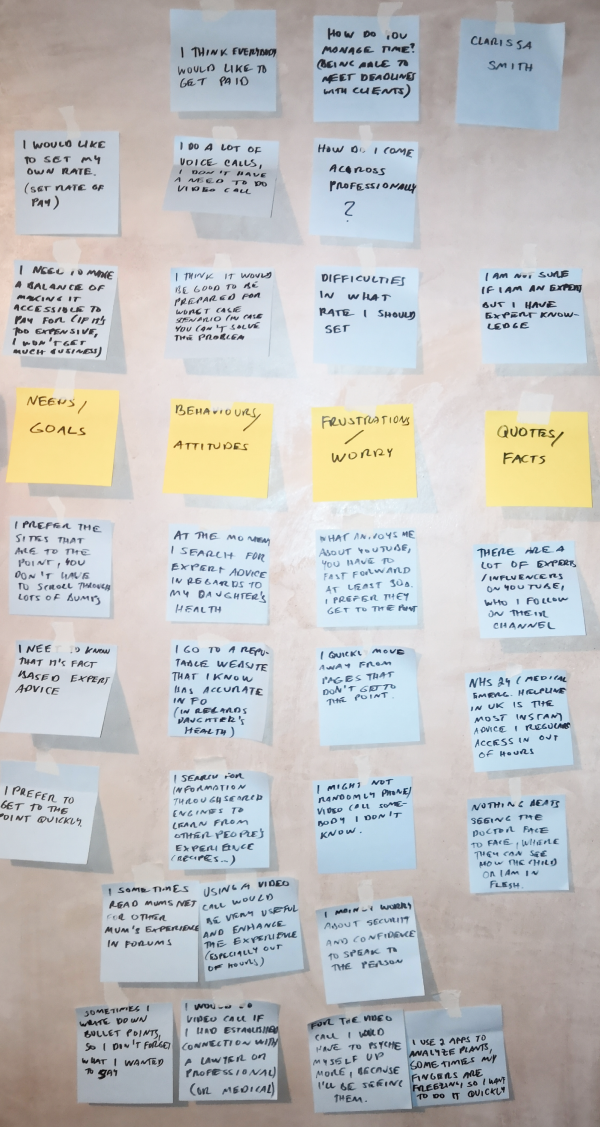 I THINK EVERYBODY
WOULD LIKE TO
GET PAID
HOW DO YOU
MONAGE TIME?
(BEING ABLE TO
MEET DEADLINES
WITH CLIENTS)
CLARISSA
SMITH
I WOULD LIKE
TO SET MY
OWN RATE.
(SET RATE OF
PAY)
I DO A LOT OF
VOICE CALLS,
I DON'T HAVE
A NEED TO DO
VIDEO CALL
HOW DO I COME
ACAROSS
PROFESSIONALLY
?
I NEED TO MAKE
A BALANCE OF
MAKING IT
ACCESSIBLE TO
PAY FOR (IF IT'S
TOO EXPENSIVE,
I WON'T GET
MUCH BUSINESS)
I THINK IT WOULD
BE GOOD TO BE
PREPARED FOR
WORST CASE
SENARIO (IN CASE
YOU CAN'T SOLVE
THE PROBLEM
DIFFICULTIES
IN WHAT
RATE I SHOULD
SET
I AM NOT SURE
IF I AM AN EXPERT
BUT I HAVE
EXPERT KNOW-
LEDGE
NEEDS/
GOALS
BEHAVIOURS/
ATTITUDES
FRUSTRATIONS
/
WORRY
QUOTES/
FACTS
I PREFER THE
SITES THAT
ARE TO THE
POINT, YOU
DON'T HAVE
TO SCROLL THROUGH
LOTS OF BUMPS
AT THE MOMENT
I SEARCH FOR
EXPERT ADVICE
IN REGARDS TO
MY DAUGHTER'S
HEALTH
WHAT ANNOYS ME
ABOUT YOUTUBE,
YOU HAVE TO
FAST FORWARD
AT LEAST 30s.
I PREFER THEY
GET TO THE POINT
THERE ARE A
LOT OF EXPERTS
/INFLUENCERS
ON YOUTUBE,
WHO I FOLLOW
ON THEIR
CHANNEL
I NEED TO KNOW
THAT IT'S FACT
BASED EXPERT
ADVICE
I GO TO A REPU-
TABLE WEBSITE
THAT I KNOW
HAS ACCURATE
INFO
(IN REGARDS
DAUGHTER'S
HEALTH)
I QUICKLY MOVE
AWAY FROM
PAGES THAT
DON'T GET TO
THE POINT.
NHS 24 (MEDICAL
EMERG. HELPLINE
IN UK IS THE
MOST INSTANT
ADVICE I REGULARLY
ACCESS IN OUT
OF HOURS
I PREFER TO
GET TO THE
POINT QUICKLY.
I SEARCH FOR
INFORMATION
THROUGH SEARCH
ENGINES TO
LEARN FROM
OTHER PEOPLE'S
EXPERIENCE
(RECIPES...)
I MIGHT NOT
RANDOMLY PHONE/
VIDEO CALL SOME-
BODY I DON'T
KNOW.
NOTHING BEATS
SEEING THE
DOCTOR FACE
TO FACE, WHERE
THEY CAN SEE
HOW THE CHILD
OR I AM IN
FLESH.
I SOMETIMES
READ MUMS NET
FOR OTHER
MUM'S EXPERIENCE
IN FORUMS
USING A VIDEO
CALL WOULD
BE VERY USEFUL
AND ENHANCE
THE EXPERIENCE
(ESPECIALLY OUT
OF HOURS)
I WORRY
ABOUT SECURITY
AND CONFIDENCE
TO SPEAK TO
THE PERSON
SOMETIMES I
WRITE DOWN
BULLET POINTS,
SO I DON'T FORGET
WHAT I WANTED
TO SAY
I WOULD DO
VIDEO CALL IF
I HAD ESTABLISHED
CONNECTION WITH
A LAWYER OR
PROFESSIONAL)
(OR MEDICAL)
FOR THE VIDEO
CALL I WOULD
HAVE TO PSYCHE
MYSELF UP
MORE, BECAUSE
I'LL BE SEEING
THEM.
I USE 2 APPS TO
ANALYZE PLANTS,
SOME TIMES MY
FINGERS ARE
FREEZING, SO I WANT
TO DO IT QUICKLY